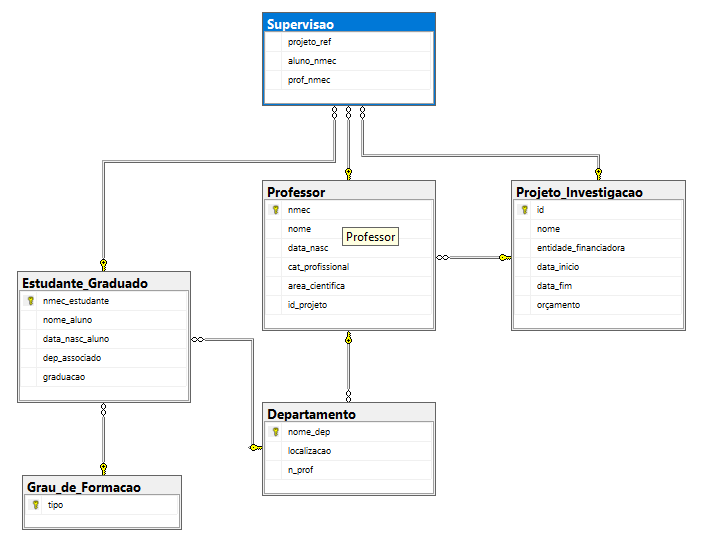 Supervisao
projeto_ref
aluno_nmec
prof_nmec
Professor
nmec
nome
data_nasc
cat_profissional
area_cientifica
id_projeto
Professor
Projeto_Investigacao
id
nome
entidade_financiadora
data_inicio
data_fim
orçamento
Estudante_Graduado
nmec_estudante
nome_aluno
data_nasc_aluno
dep_associado
graduacao
Departamento
nome_dep
localizacao
n_prof
Grau_de_Formacao
tipo